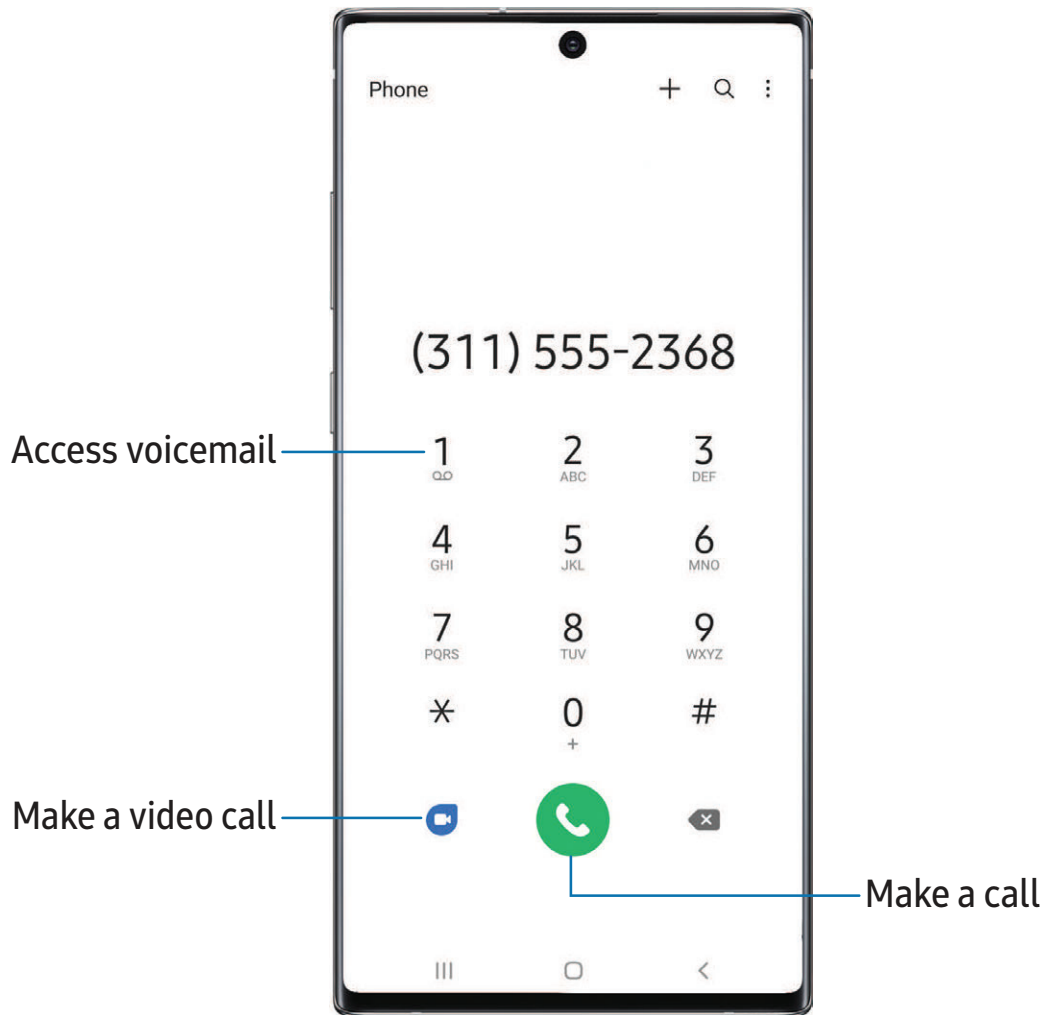 Phone
(311) 555-2368
Access voicemail
1 2 3
ABC DEF
4 5 6
GHI JKL MNO
7 8 9
PQRS TUV WXYZ
* 0 #
+
Make a video call
Make a call